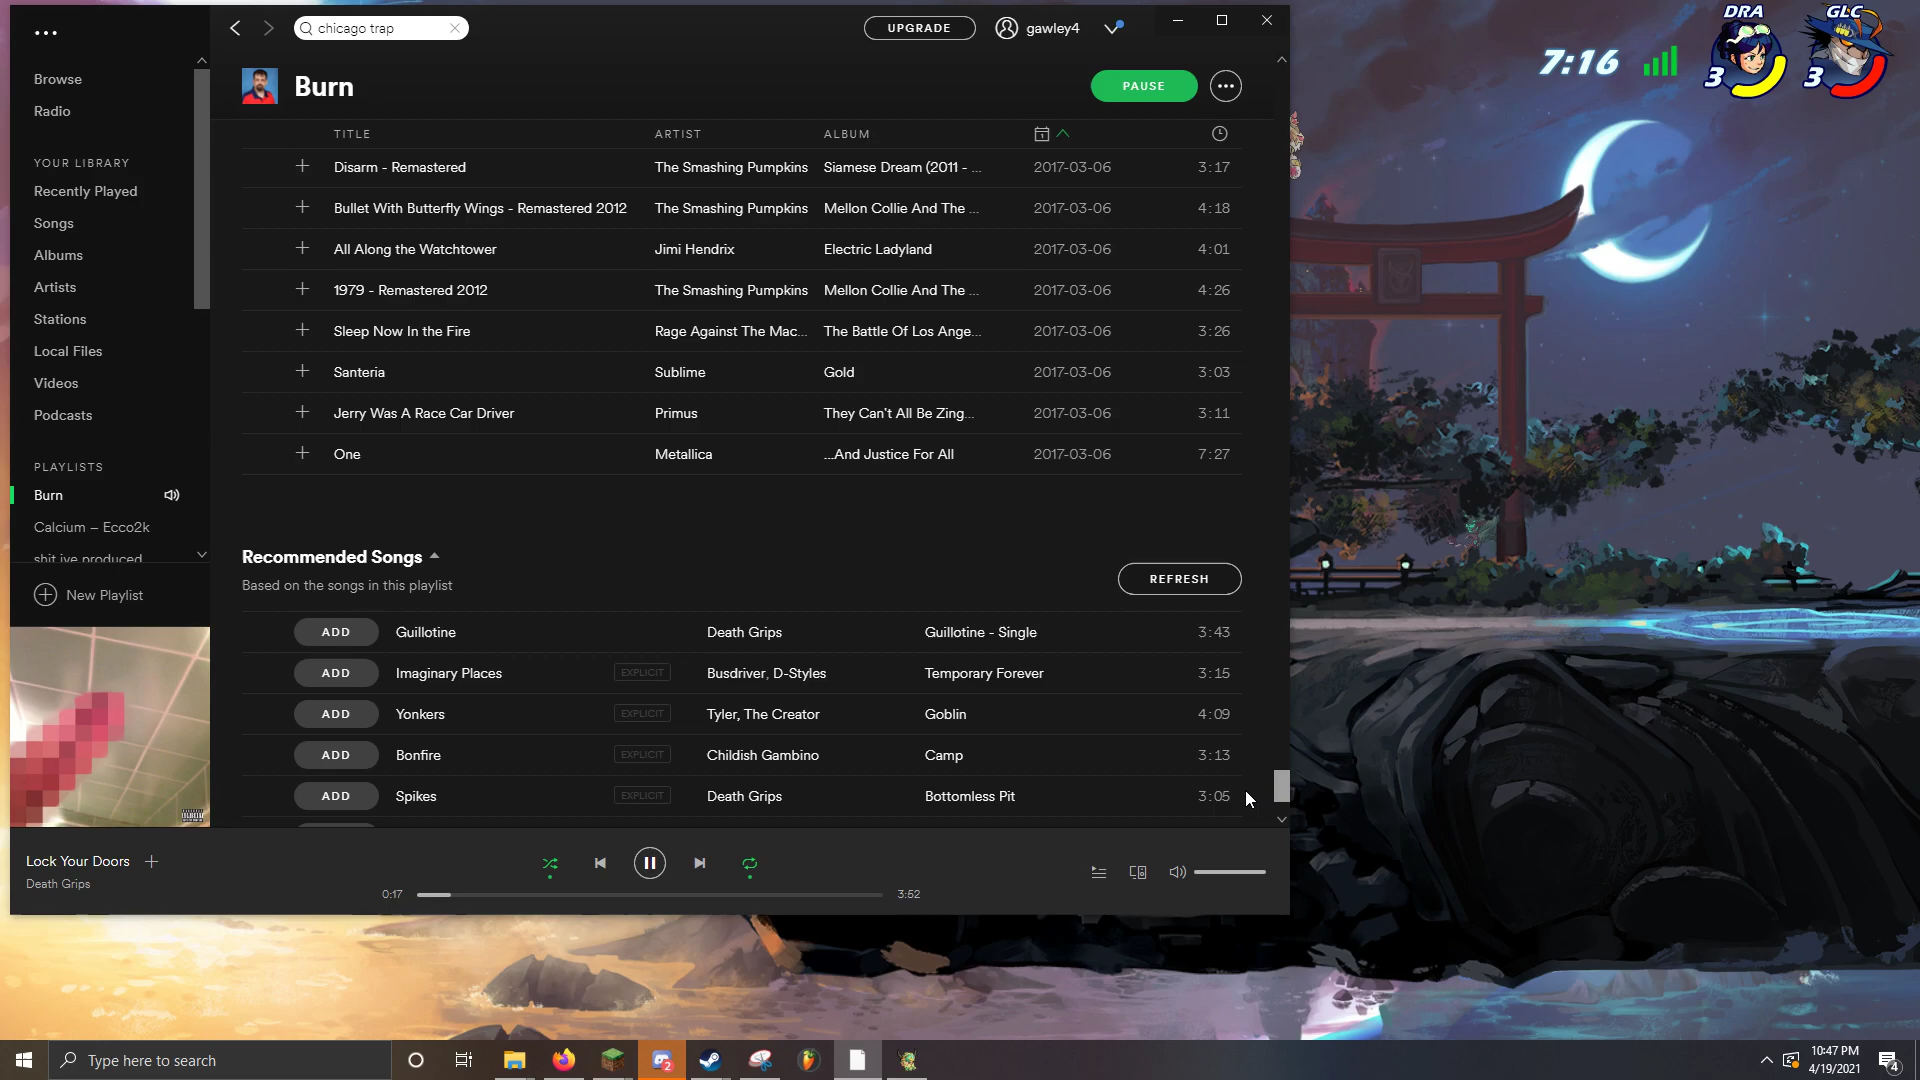 chicago trap
UPGRADE
gawley4
DRA
GLC
7:16
3
3
Browse
Radio
YOUR LIBRARY
Recently Played
Songs
Albums
Artists
Stations
Local Files
Videos
Podcasts
PLAYLISTS
Burn
Calcium – Ecco2k
shit ive produced
New Playlist
Burn
PAUSE
TITLE ARTIST ALBUM
Disarm - Remastered The Smashing Pumpkins Siamese Dream (2011 - ... 2017-03-06 3:17
Bullet With Butterfly Wings - Remastered 2012 The Smashing Pumpkins Mellon Collie And The ... 2017-03-06 4:18
All Along the Watchtower Jimi Hendrix Electric Ladyland 2017-03-06 4:01
1979 - Remastered 2012 The Smashing Pumpkins Mellon Collie And The ... 2017-03-06 4:26
Sleep Now In the Fire Rage Against The Mac... The Battle Of Los Ange... 2017-03-06 3:26
Santeria Sublime Gold 2017-03-06 3:03
Jerry Was A Race Car Driver Primus They Can't All Be Zing... 2017-03-06 3:11
One Metallica ...And Justice For All 2017-03-06 7:27
Recommended Songs
Based on the songs in this playlist
REFRESH
ADD Guillotine Death Grips Guillotine - Single 3:43
ADD Imaginary Places EXPLICIT Busdriver, D-Styles Temporary Forever 3:15
ADD Yonkers EXPLICIT Tyler, The Creator Goblin 4:09
ADD Bonfire EXPLICIT Childish Gambino Camp 3:13
ADD Spikes EXPLICIT Death Grips Bottomless Pit 3:05
Lock Your Doors
Death Grips
0:17
3:52
Type here to search
2
10:47 PM
4/19/2021
4